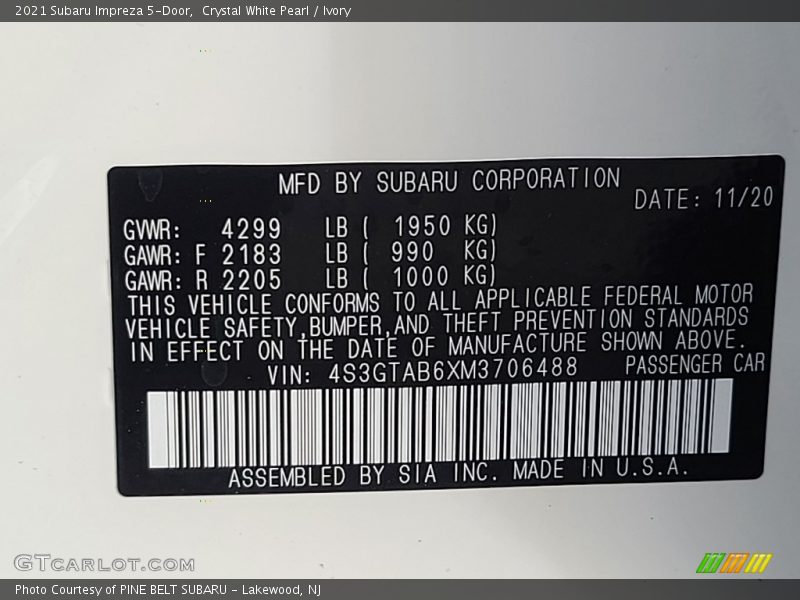 2021 Subaru Impreza 5-Door, Crystal White Pearl / Ivory
MFD BY SUBARU CORPORATION
DATE: 11/20
GVWR: 4299 LB ( 1950 KG)
GAWR: F 2183 LB ( 990 KG)
GAWR: R 2205 LB ( 1000 KG)
THIS VEHICLE CONFORMS TO ALL APPLICABLE FEDERAL MOTOR
VEHICLE SAFETY,BUMPER,AND THEFT PREVENTION STANDARDS
IN EFFECT ON THE DATE OF MANUFACTURE SHOWN ABOVE.
VIN: 4S3GTAB6XM3706488 PASSENGER CAR
ASSEMBLED BY SIA INC. MADE IN U.S.A.
GTCARLOT.COM
Photo Courtesy of PINE BELT SUBARU - Lakewood, NJ